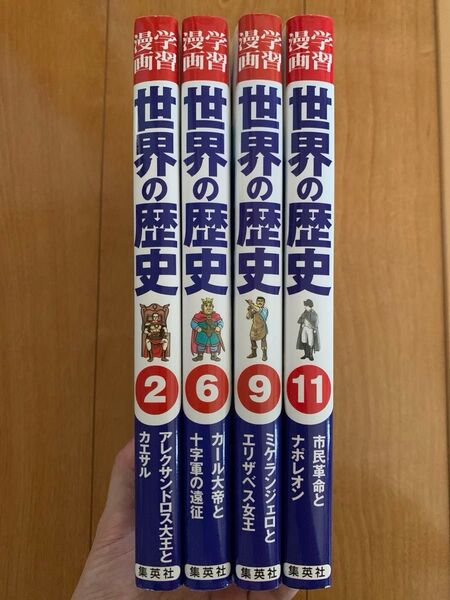 学習
漫画
世界の歴史
2
アレクサンドロス大王と
カエサル
集英社
学習
漫画
世界の歴史
6
カール大帝と
十字軍の遠征
集英社
学習
漫画
世界の歴史
9
ミケランジェロと
エリザベス女王
集英社
学習
漫画
世界の歴史
11
市民革命と
ナポレオン
集英社